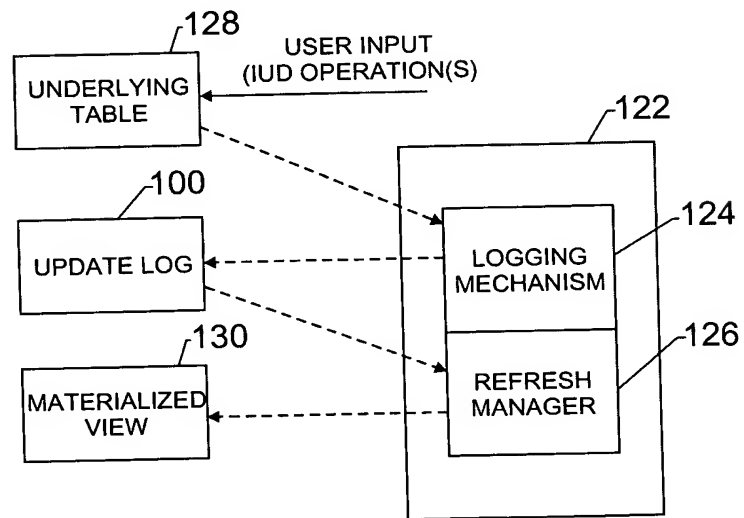 128
USER INPUT
(IUD OPERATION(S)
UNDERLYING
TABLE
122
100
124
UPDATE LOG
LOGGING
MECHANISM
130
126
MATERIALIZED
VIEW
REFRESH
MANAGER